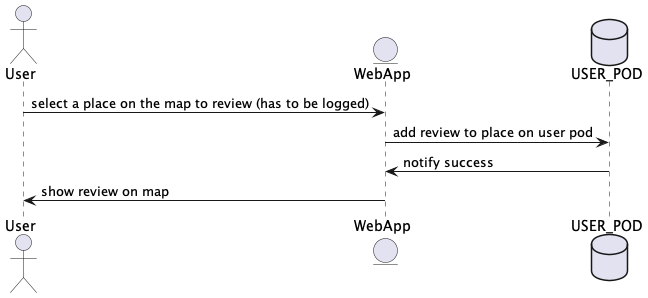 User
WebApp
USER_POD
select a place on the map to review (has to be logged)
add review to place on user pod
notify success
show review on map
User
WebApp
USER_POD